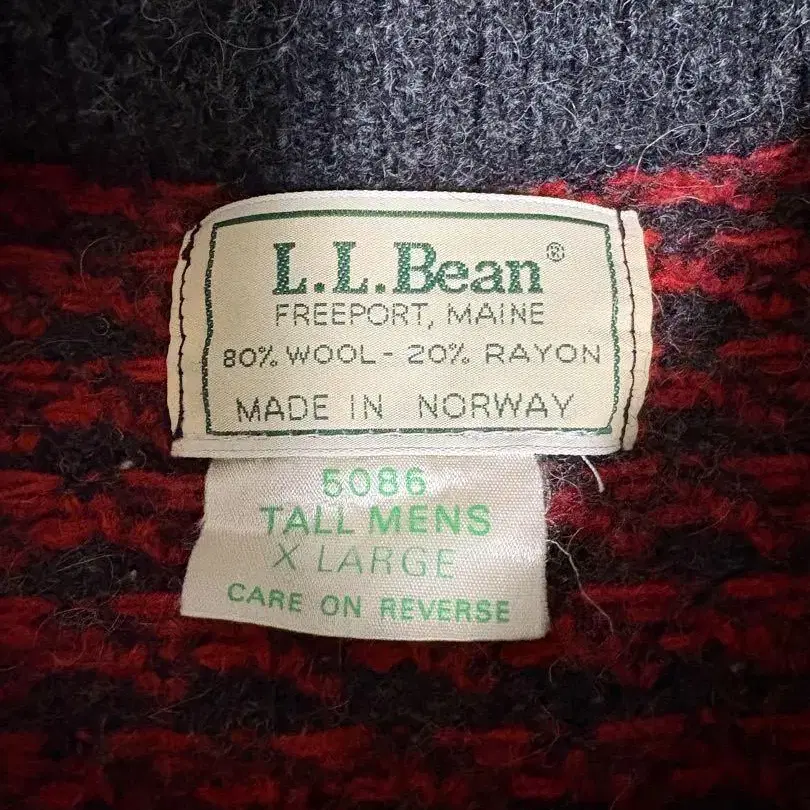 L.L.Bean®
FREEPORT, MAINE
80% WOOL - 20% RAYON
MADE IN NORWAY
5086
TALL MENS
X LARGE
CARE ON REVERSE